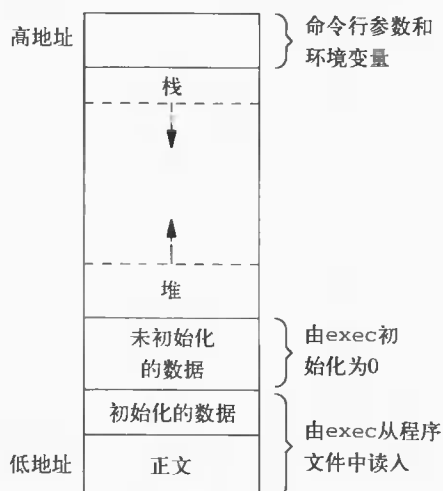 高地址
命令行参数和
环境变量
栈
堆
未初始化
的数据
由exec初
始化为0
初始化的数据
由exec从程序
文件中读入
低地址
正文